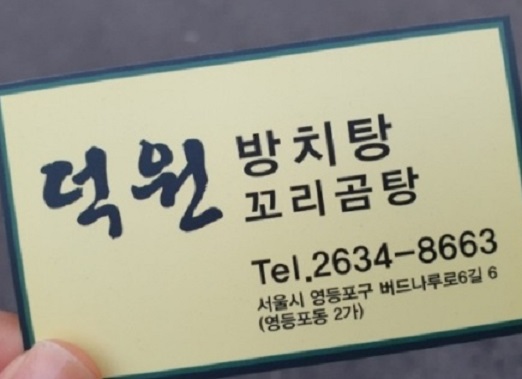 덕원
방치탕
꼬리곰탕
Tel.2634-8663
서울시 영등포구 버드나루로6길 6
(영등포동 2가)